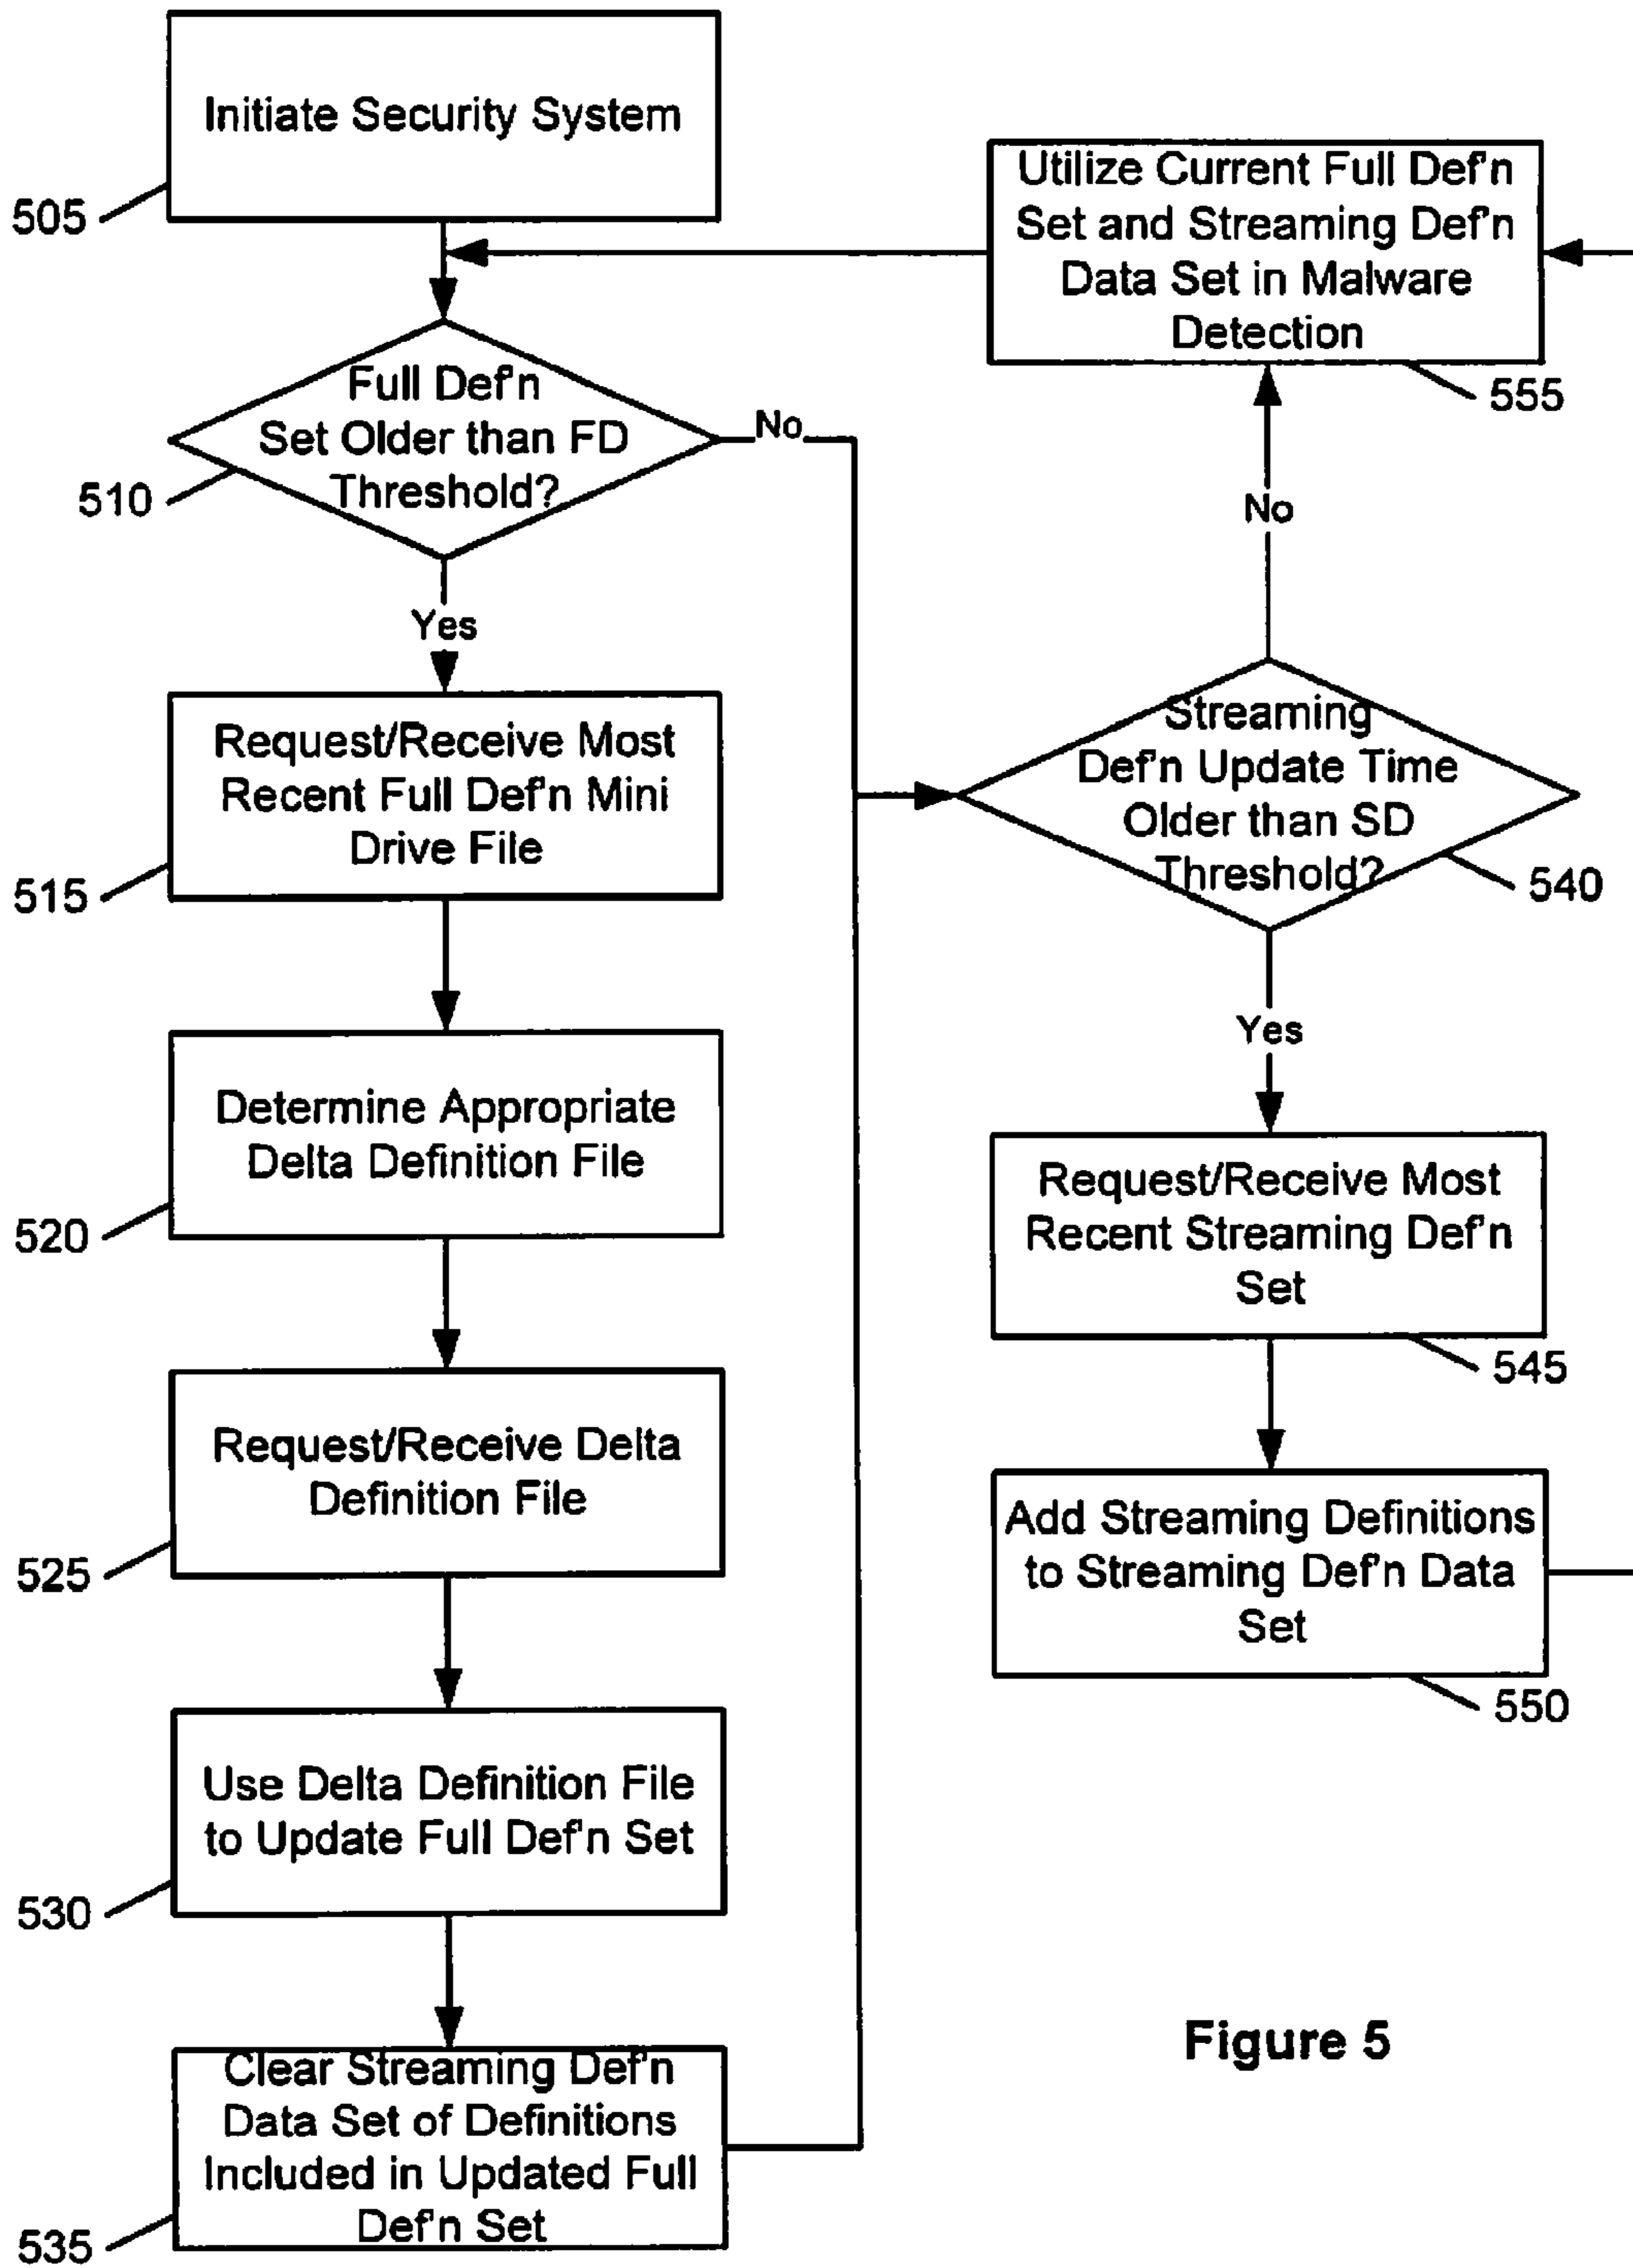 Initiate Security System
505
Full Def'n
Set Older than FD
Threshold?
510
No
Yes
Request/Receive Most
Recent Full Def'n Mini
Drive File
515
Determine Appropriate
Delta Definition File
520
Request/Receive Delta
Definition File
525
Use Delta Definition File
to Update Full Def'n Set
530
Clear Streaming Def'n
Data Set of Definitions
Included in Updated Full
Def'n Set
535
Utilize Current Full Def'n
Set and Streaming Def'n
Data Set in Malware
Detection
555
No
Streaming
Def'n Update Time
Older than SD
Threshold?
540
Yes
Request/Receive Most
Recent Streaming Def'n
Set
545
Add Streaming Definitions
to Streaming Def'n Data
Set
550
Figure 5